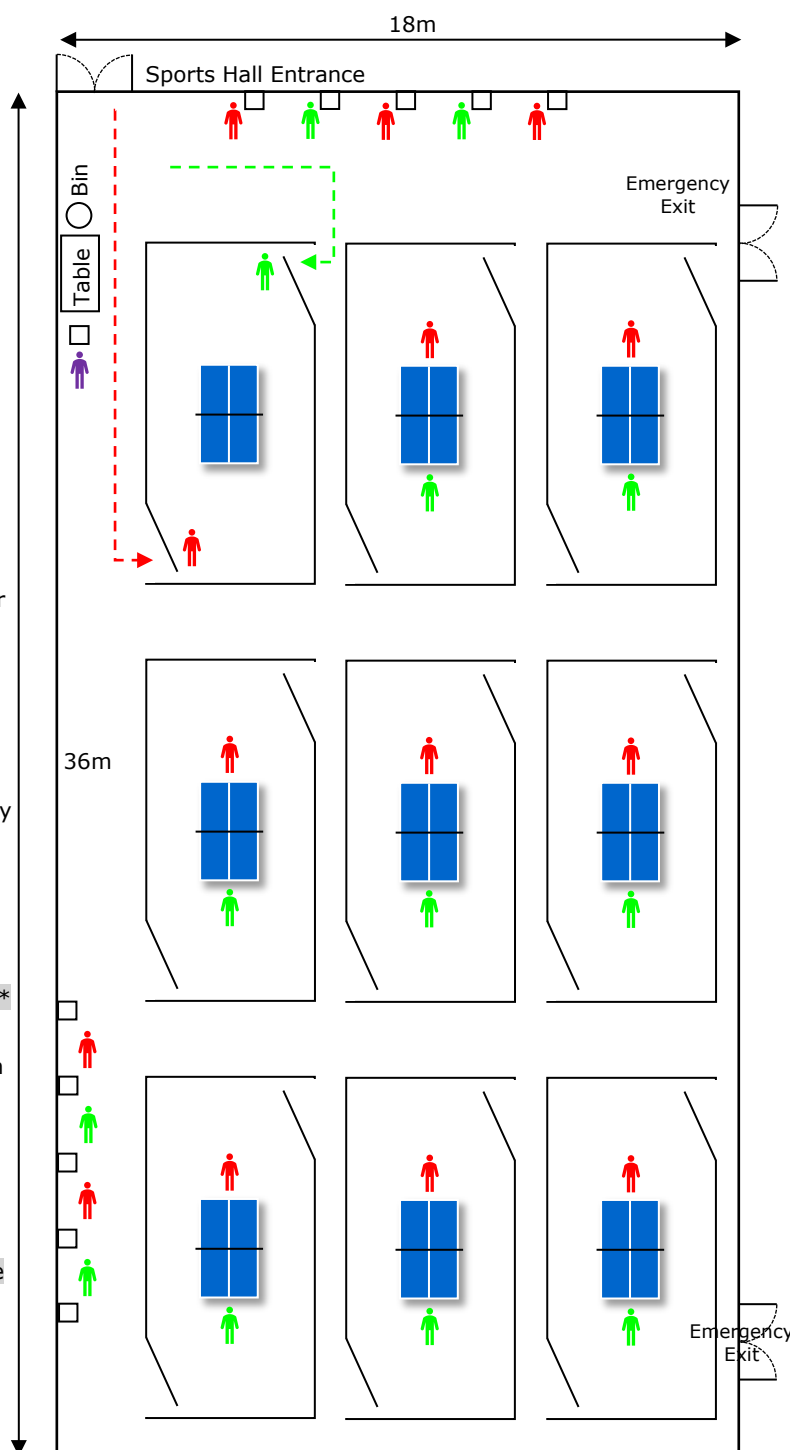 18m
Sports Hall Entrance
Bin
Emergency
Exit
Table
r
36m
y
*
e
Emergency
Exit